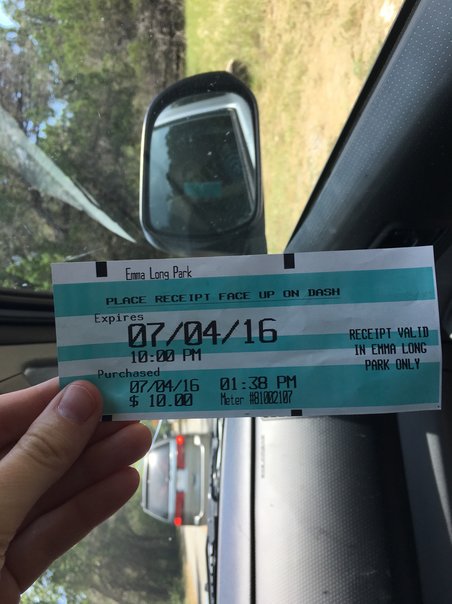 Emma Long Park
PLACE RECEIPT FACE UP ON DASH
Expires
07/04/16
10:00 PM
RECEIPT VALID
IN EMMA LONG
PARK ONLY
Purchased
07/04/16 01:38 PM
$ 10.00 Meter #81002107